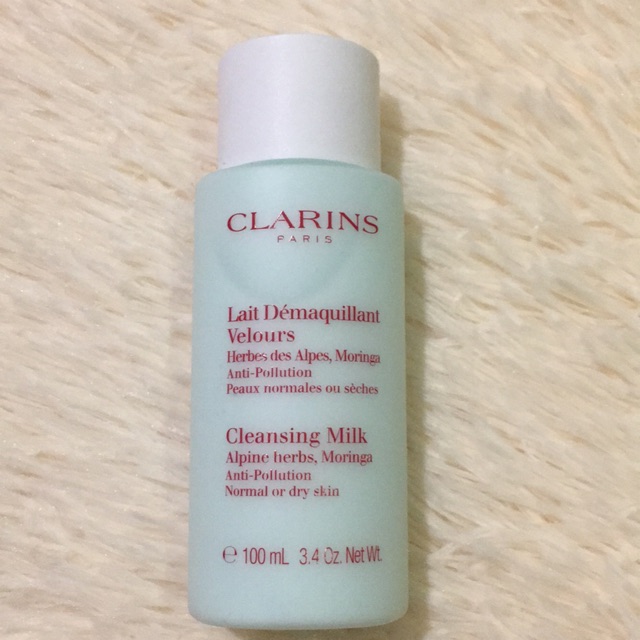 CLARINS
PARIS
Lait Démaquillant
Velours
Herbes des Alpes, Moringa
Anti-Pollution
Peaux normales ou sèches
Cleansing Milk
Alpine herbs, Moringa
Anti-Pollution
Normal or dry skin
℮ 100 mL 3.4 Oz. Net Wt.